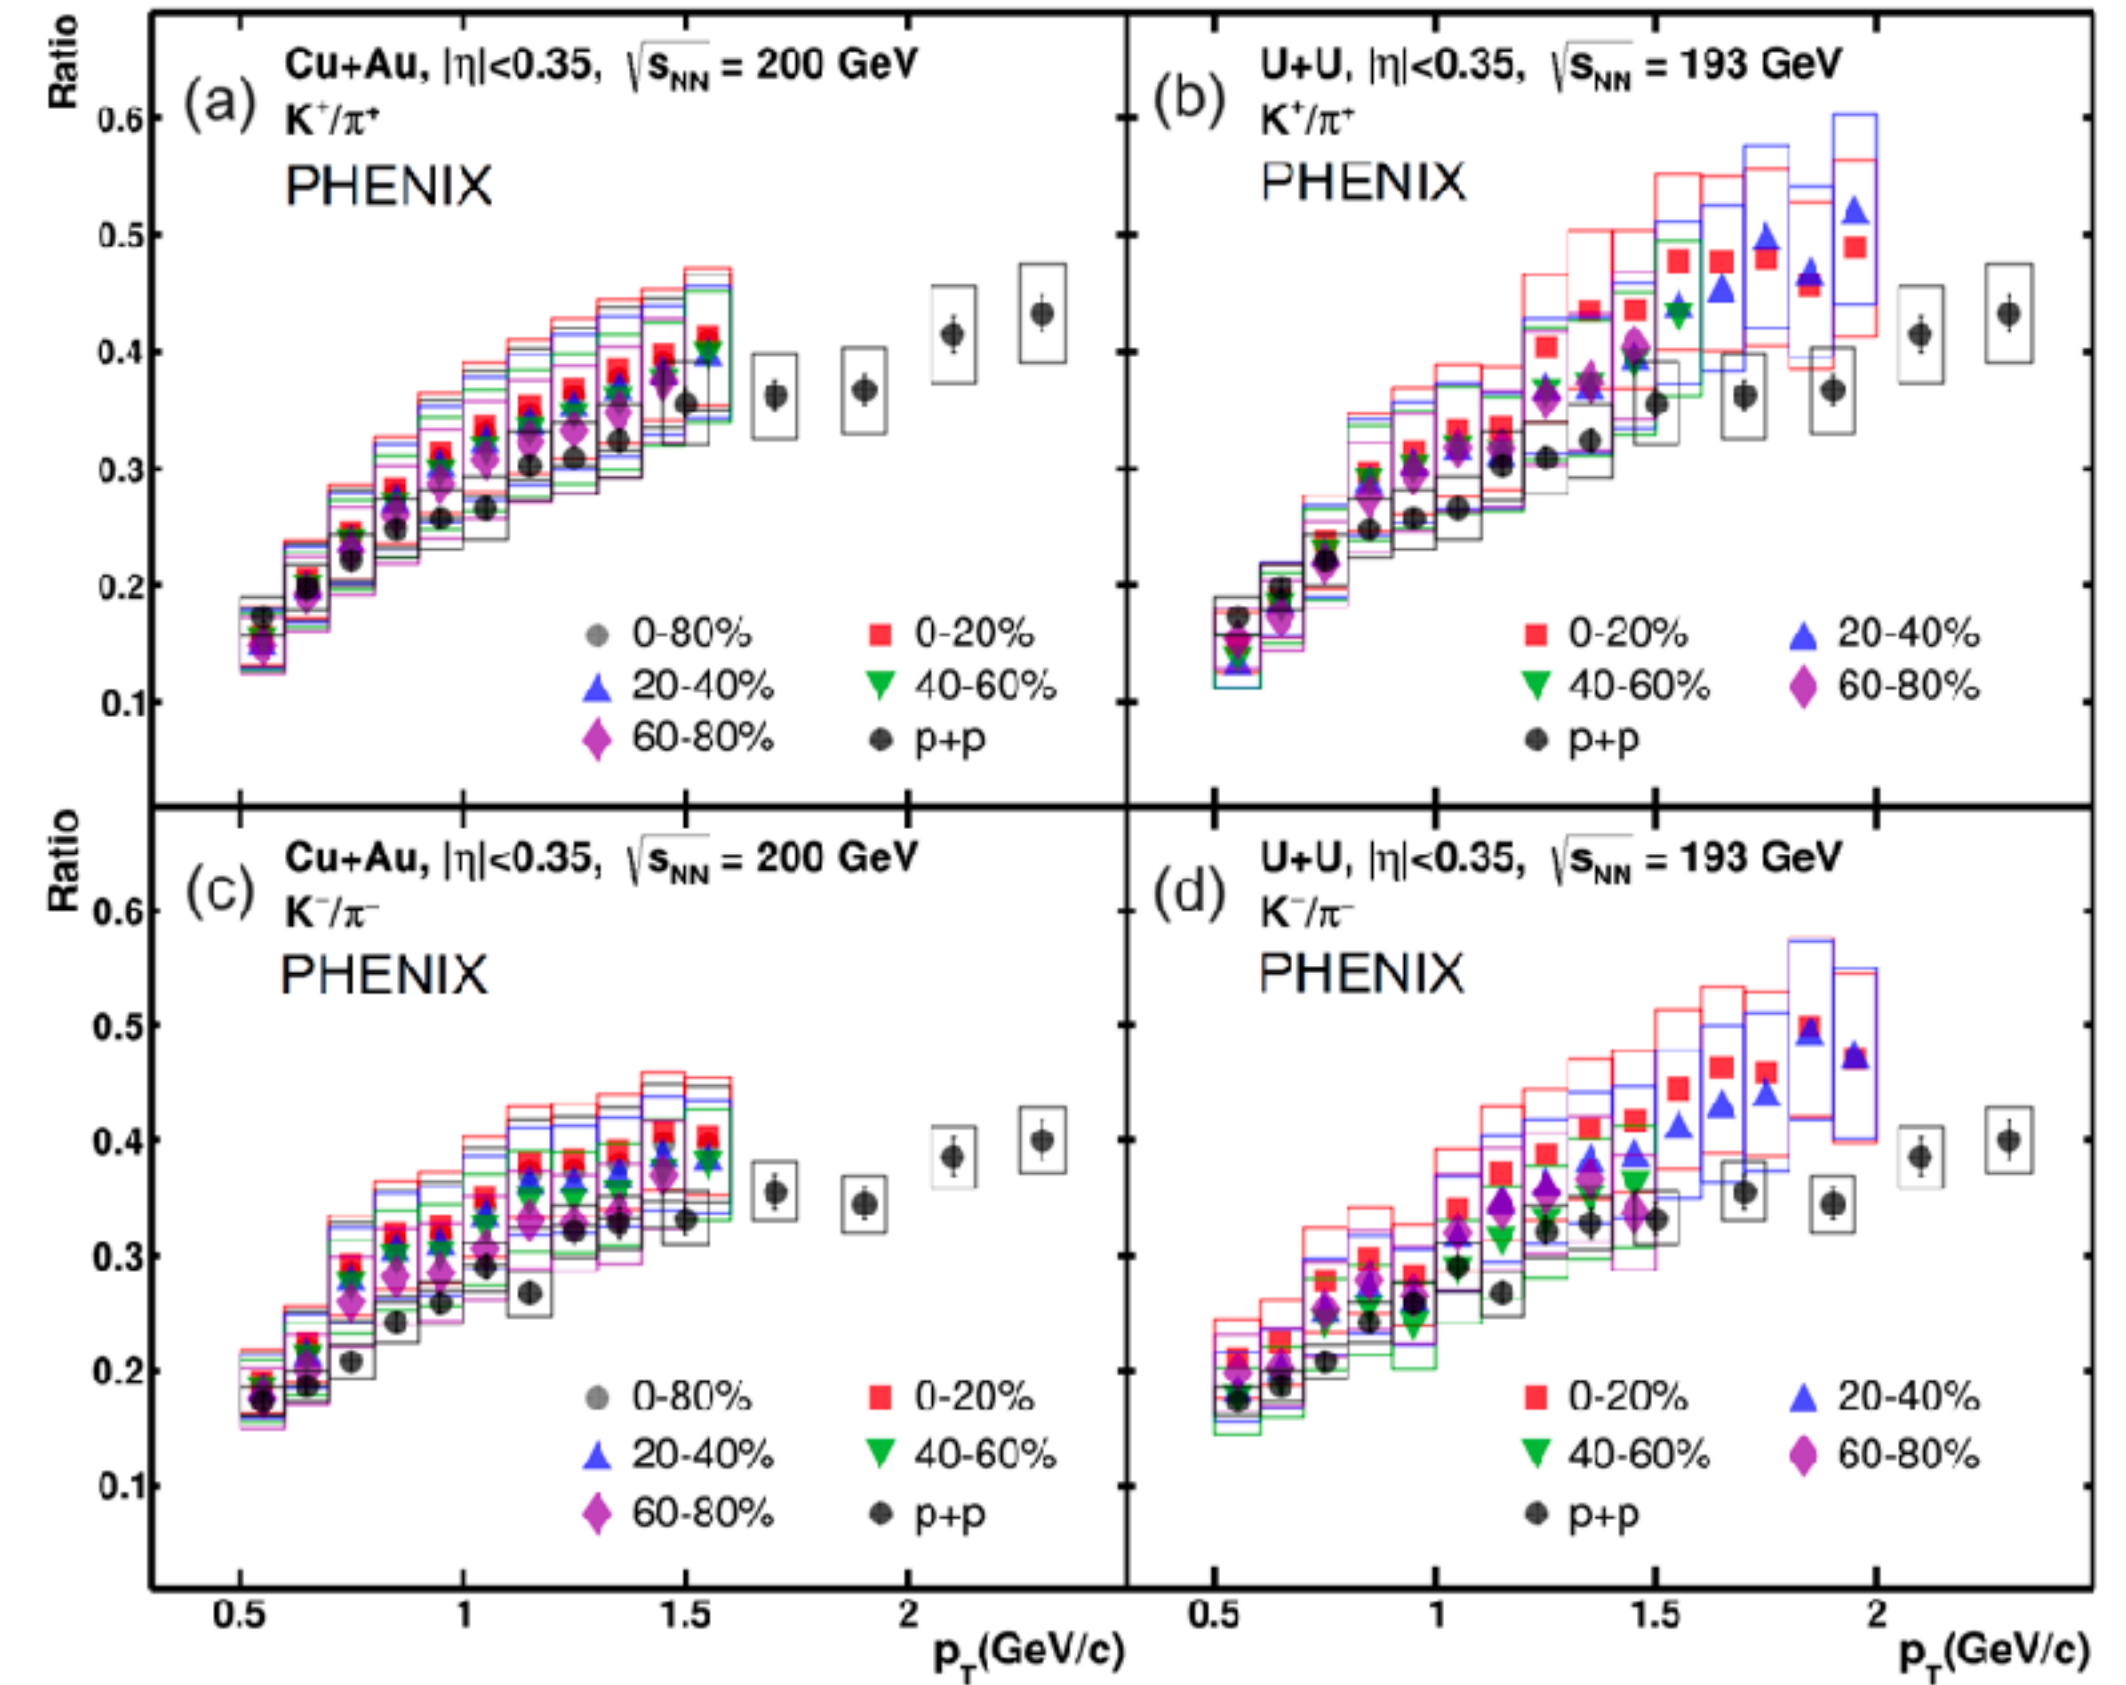 Ratio
(a) Cu+Au, |η|<0.35, √sNN = 200 GeV
K⁺/π⁺
PHENIX
0.6
0.5
0.4
0.3
0.2
0.1
0-80% 0-20%
20-40% 40-60%
60-80% p+p
(b) U+U, |η|<0.35, √sNN = 193 GeV
K⁺/π⁺
PHENIX
0-20% 20-40%
40-60% 60-80%
p+p
Ratio
(c) Cu+Au, |η|<0.35, √sNN = 200 GeV
K⁻/π⁻
PHENIX
0.6
0.5
0.4
0.3
0.2
0.1
0-80% 0-20%
20-40% 40-60%
60-80% p+p
0.5 1 1.5 2
pT(GeV/c)
(d) U+U, |η|<0.35, √sNN = 193 GeV
K⁻/π⁻
PHENIX
0-20% 20-40%
40-60% 60-80%
p+p
0.5 1 1.5 2
pT(GeV/c)